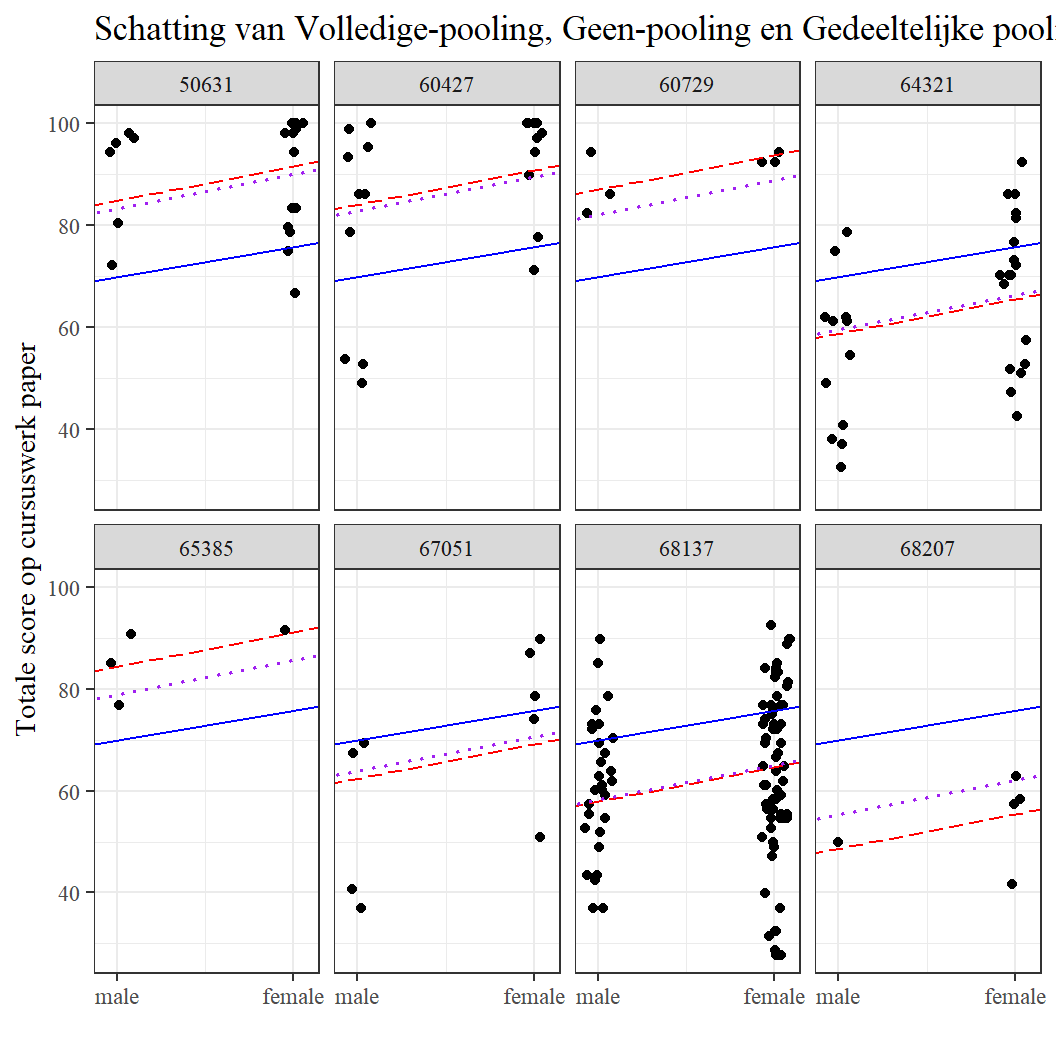 Schatting van Volledige-pooling, Geen-pooling en Gedeeltelijke
50631 60427 60729 64321
100
80
60
40
Totale score op cursuswerk paper
65385 67051 68137 68207
100
80
60
40
male female male female male female male female